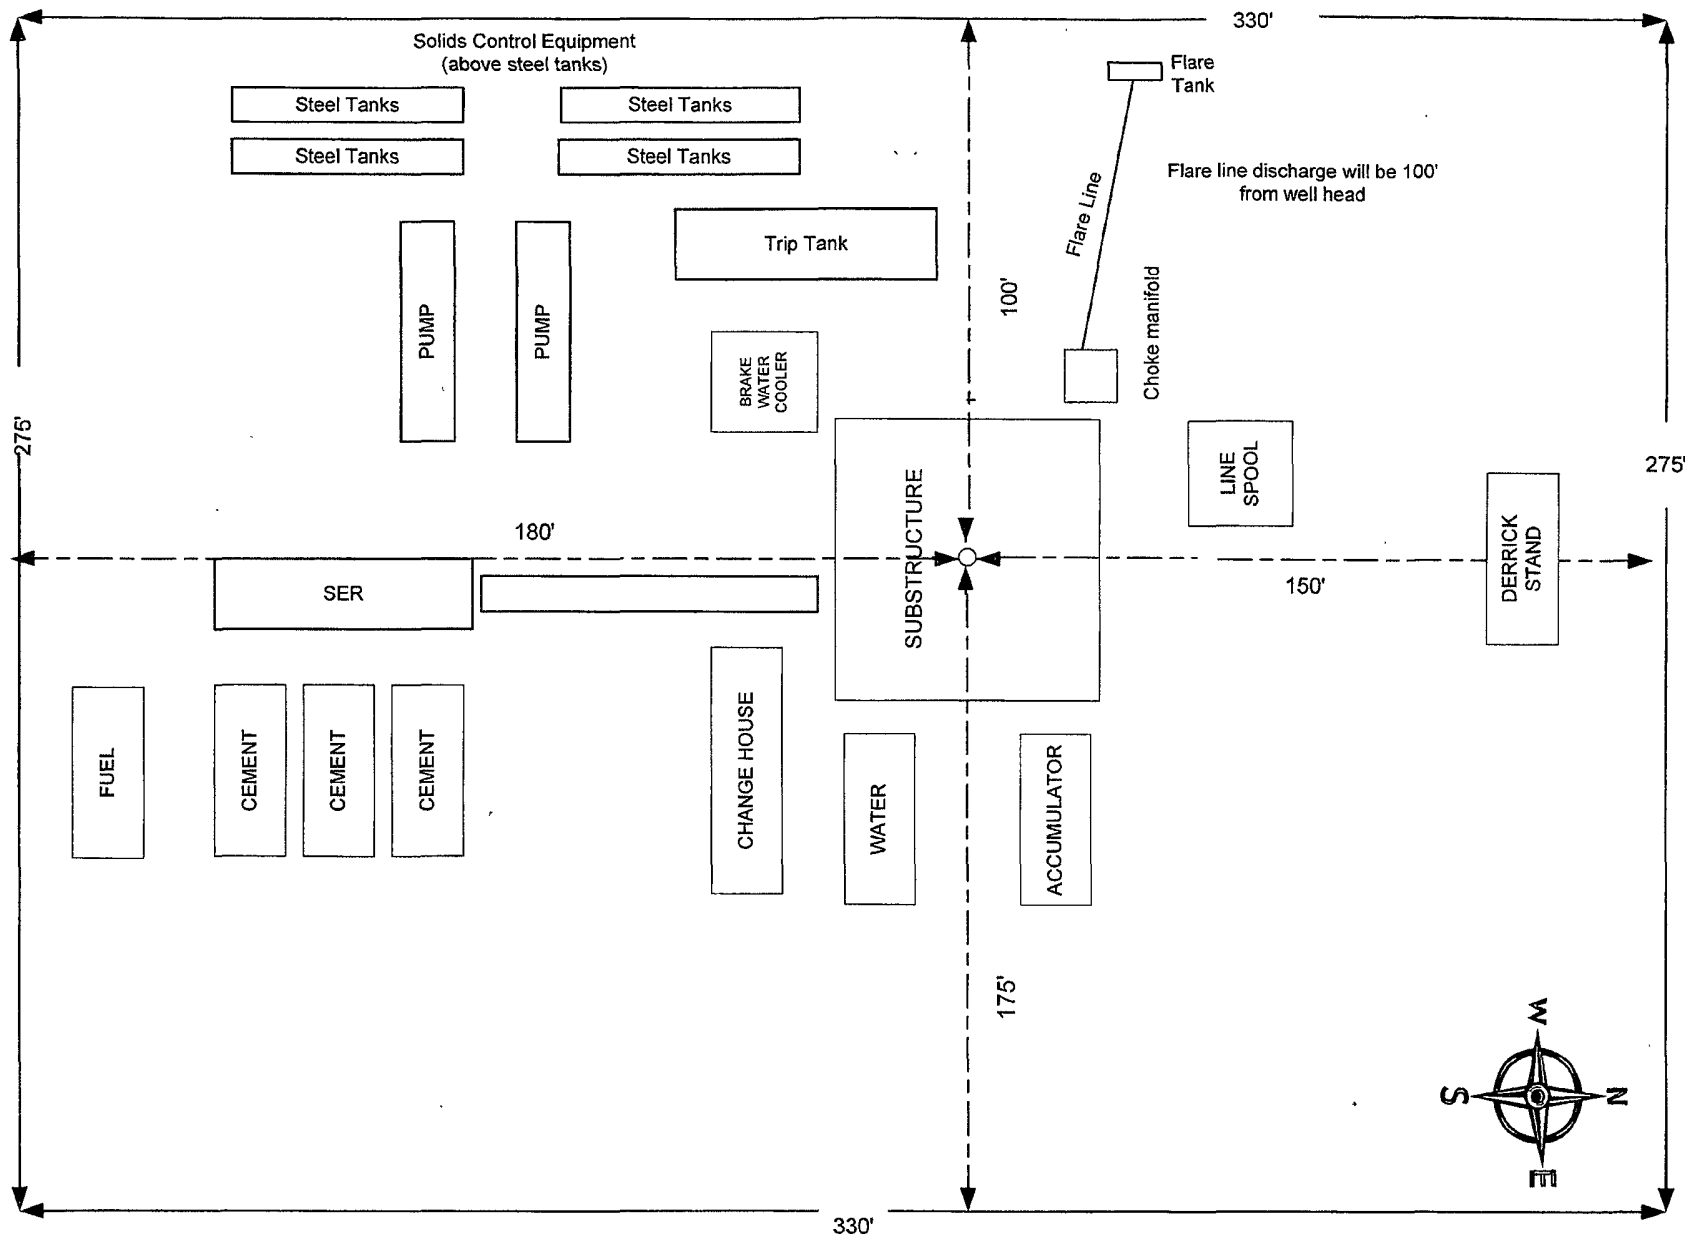 330'
Solids Control Equipment
(above steel tanks)
Flare
Tank
Steel Tanks
Steel Tanks
Steel Tanks
Steel Tanks
Flare line discharge will be 100'
from well head
Flare Line
Trip Tank
100'
Choke manifold
PUMP
PUMP
BRAKE
WATER
COOLER
275'
LINE
SPOOL
275'
SUBSTRUCTURE
180'
DERRICK
STAND
150'
SER
FUEL
CEMENT
CEMENT
CEMENT
CHANGE HOUSE
WATER
ACCUMULATOR
175'
W
S
N
E
330'